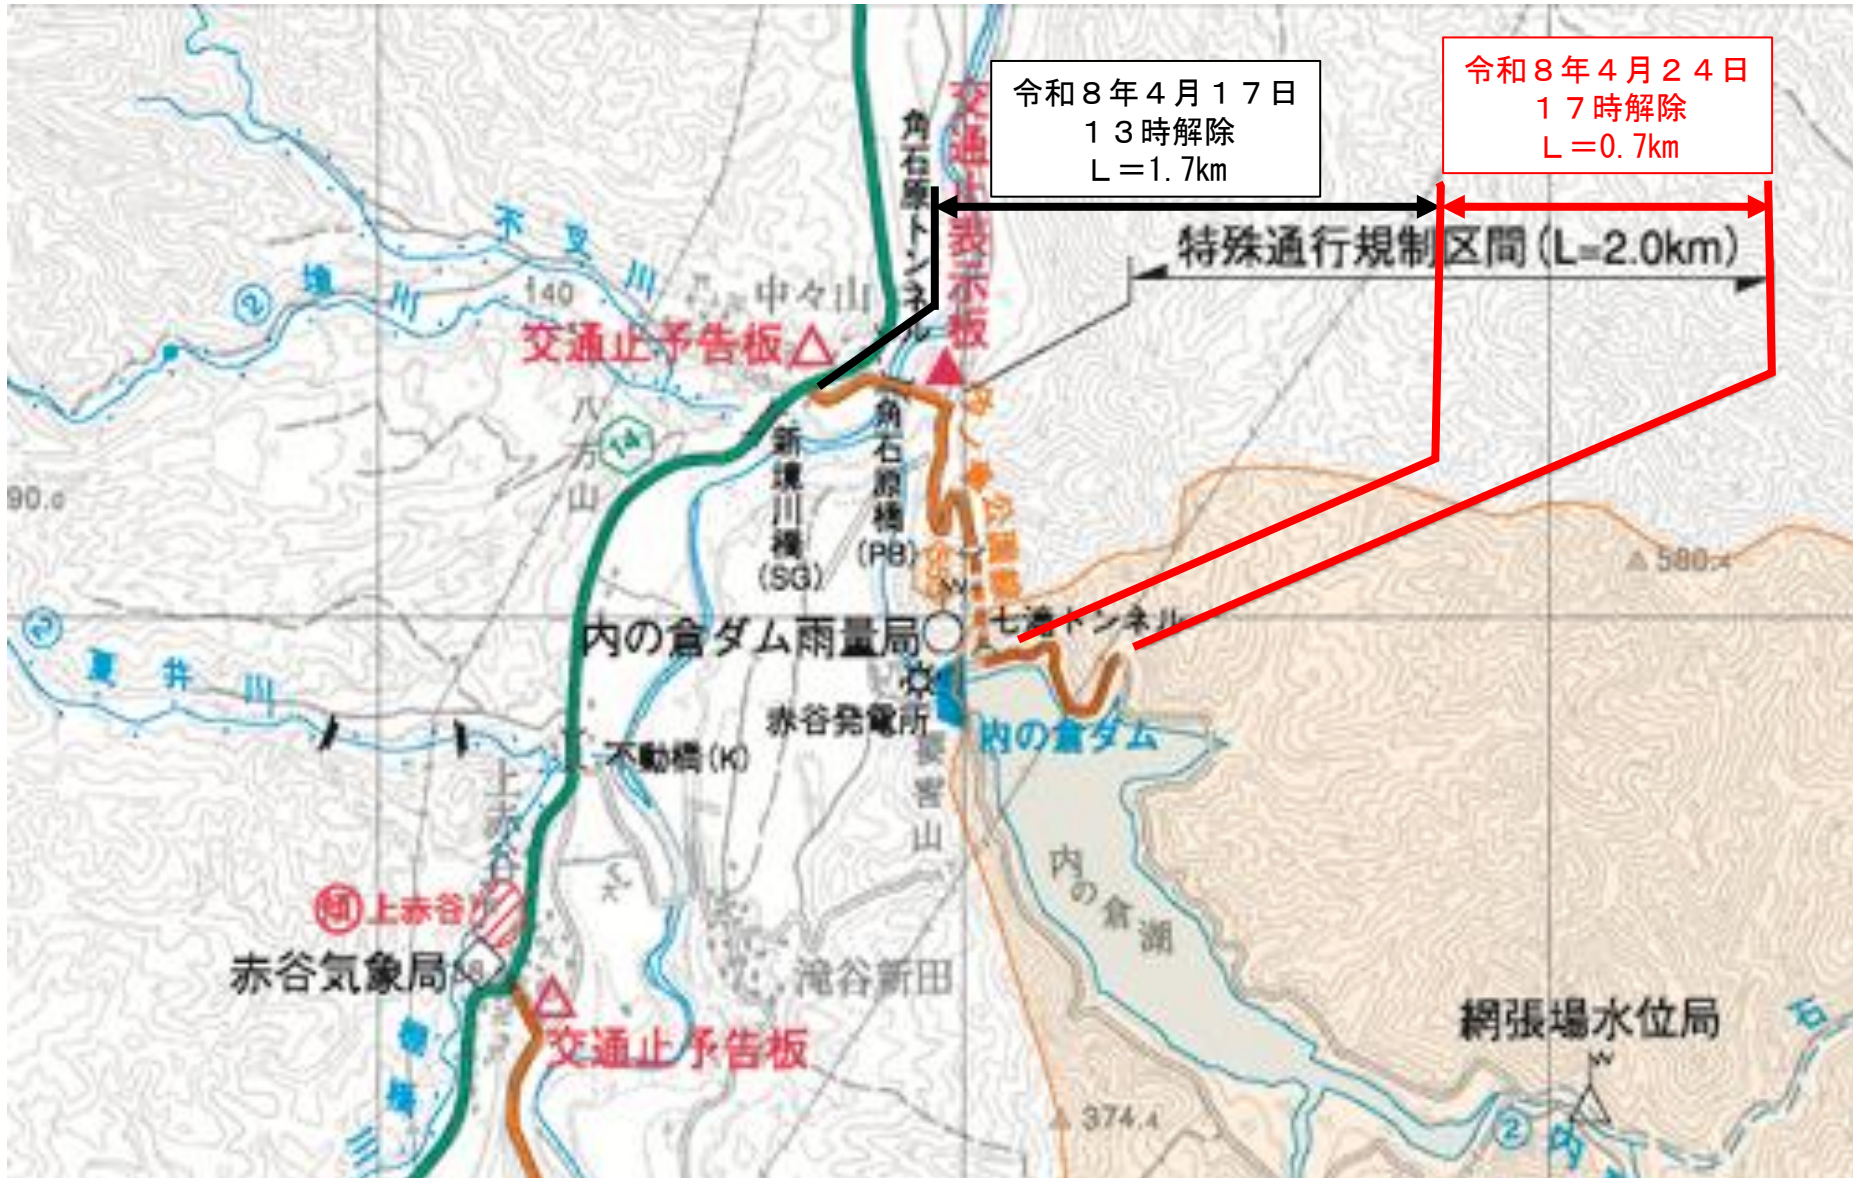 令和８年４月１７日
１３時解除
Ｌ＝1.7km
令和８年４月２４日
１７時解除
Ｌ＝0.7km
特殊通行規制区間(L=2.0km)
交通止表示板
角石原トンネル
中々山
140
② 境川
交通止予告板
八方山
14
新境川橋
(SG)
角石原橋
(PB)
90.0
580.4
七滝トンネル
内の倉ダム雨量局
赤谷発電所
内の倉ダム
② 夏井川
不動橋(K)
上赤谷
上赤谷
赤谷気象局
交通止予告板
滝谷新田
内の倉湖
網張場水位局
石
374.4
② 内